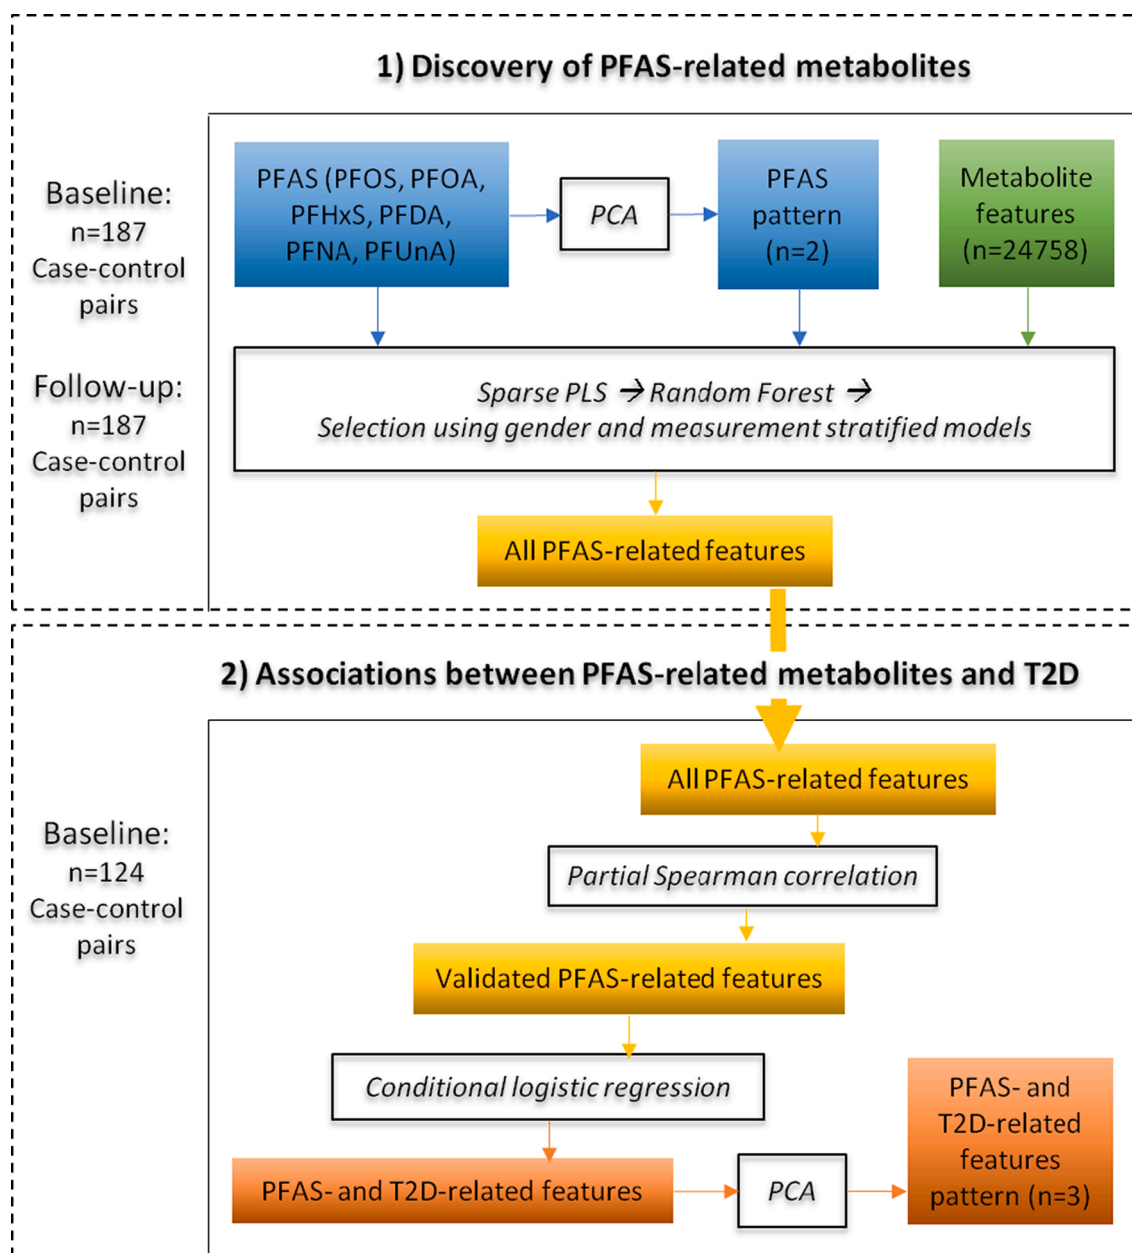 1) Discovery of PFAS-related metabolites
Baseline:
n=187
Case-control
pairs
Follow-up:
n=187
Case-control
pairs
PFAS (PFOS, PFOA,
PFHxS, PFDA,
PFNA, PFUnA)
PCA
PFAS
pattern
(n=2)
Metabolite
features
(n=24758)
Sparse PLS → Random Forest →
Selection using gender and measurement stratified models
All PFAS-related features
2) Associations between PFAS-related metabolites and T2D
Baseline:
n=124
Case-control
pairs
All PFAS-related features
Partial Spearman correlation
Validated PFAS-related features
Conditional logistic regression
PFAS- and T2D-related features
PCA
PFAS- and
T2D-related
features
pattern (n=3)